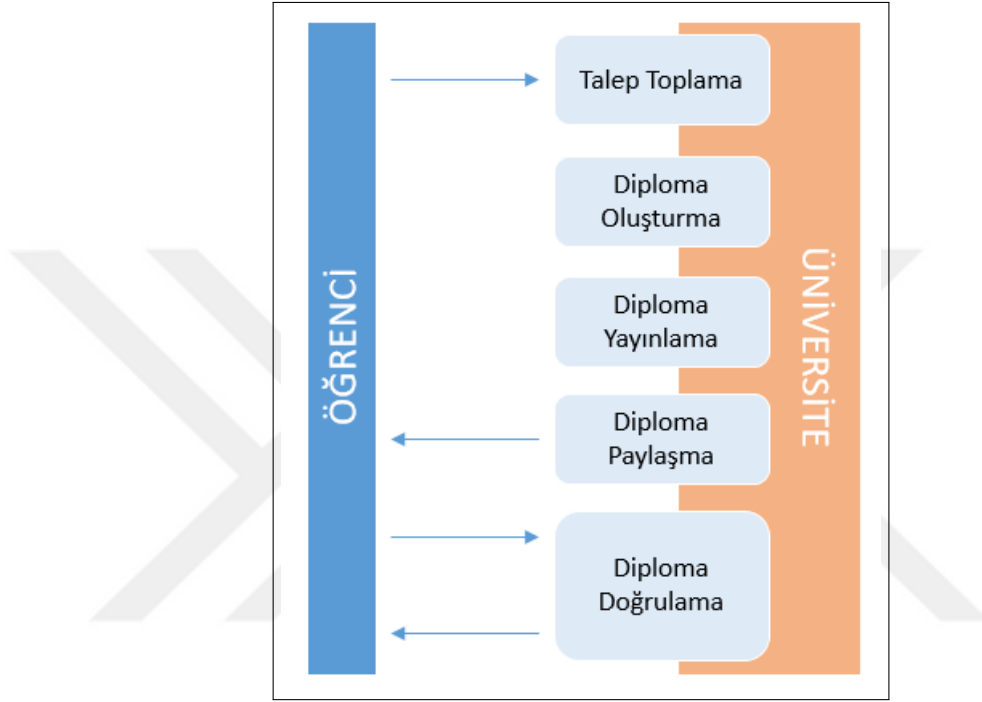 ÖĞRENCİ
Talep Toplama
Diploma
Oluşturma
Diploma
Yayınlama
Diploma
Paylaşma
Diploma
Doğrulama
ÜNİVERSİTE